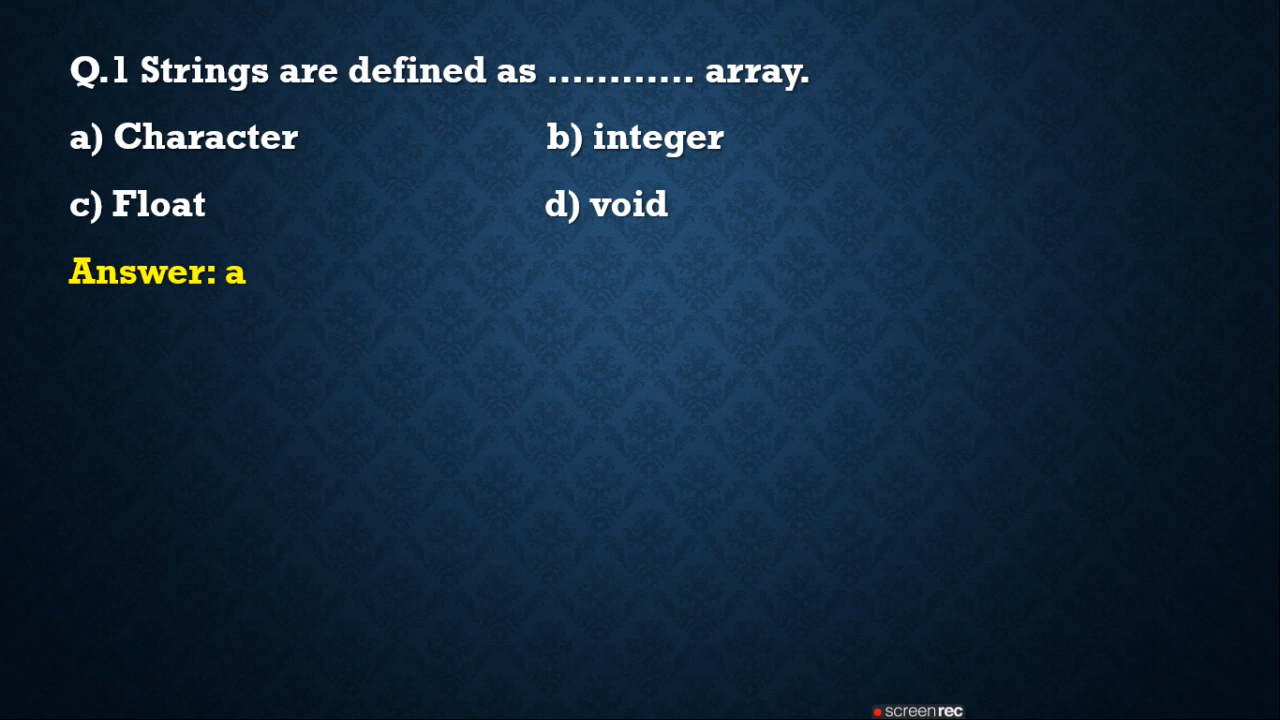 Q.1 Strings are defined as ............ array.
a) Character b) integer
c) Float d) void
Answer: a
screenrec